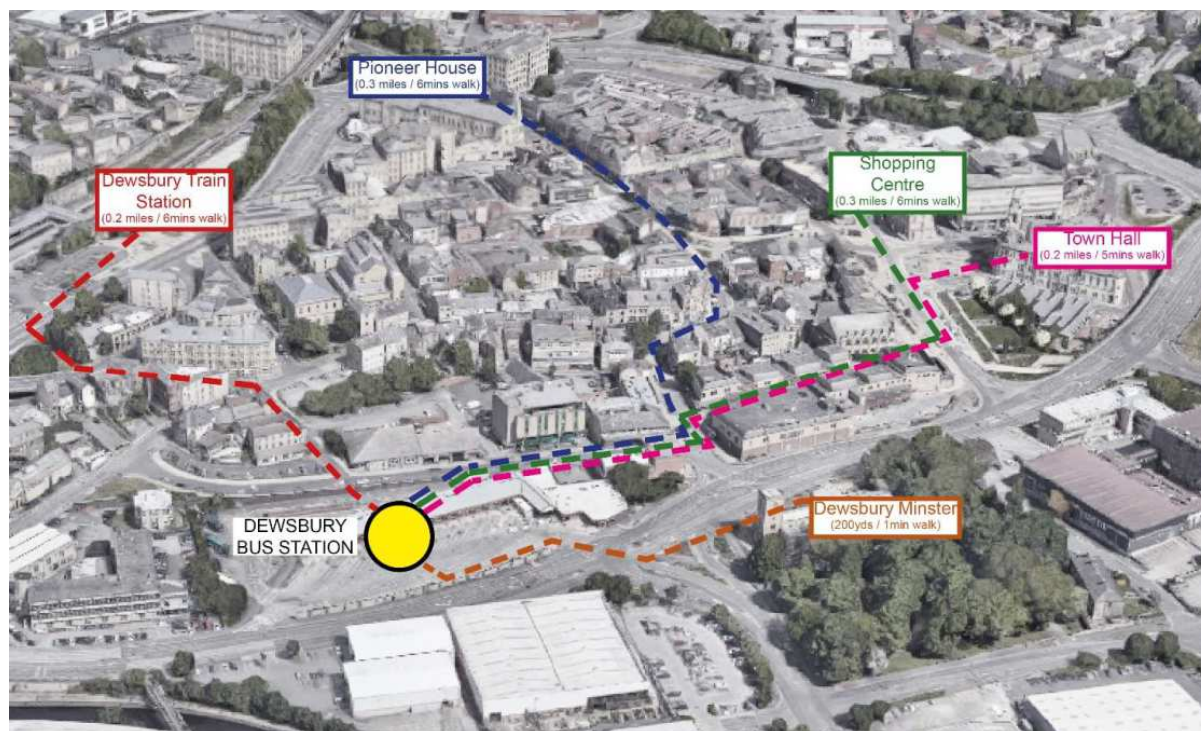 Pioneer House
(0.3 miles / 6mins walk)
Dewsbury Train
Station
(0.2 miles / 6mins walk)
Shopping
Centre
(0.3 miles / 6mins walk)
Town Hall
(0.2 miles / 5mins walk)
Dewsbury Minster
(200yds / 1min walk)
DEWSBURY
BUS STATION